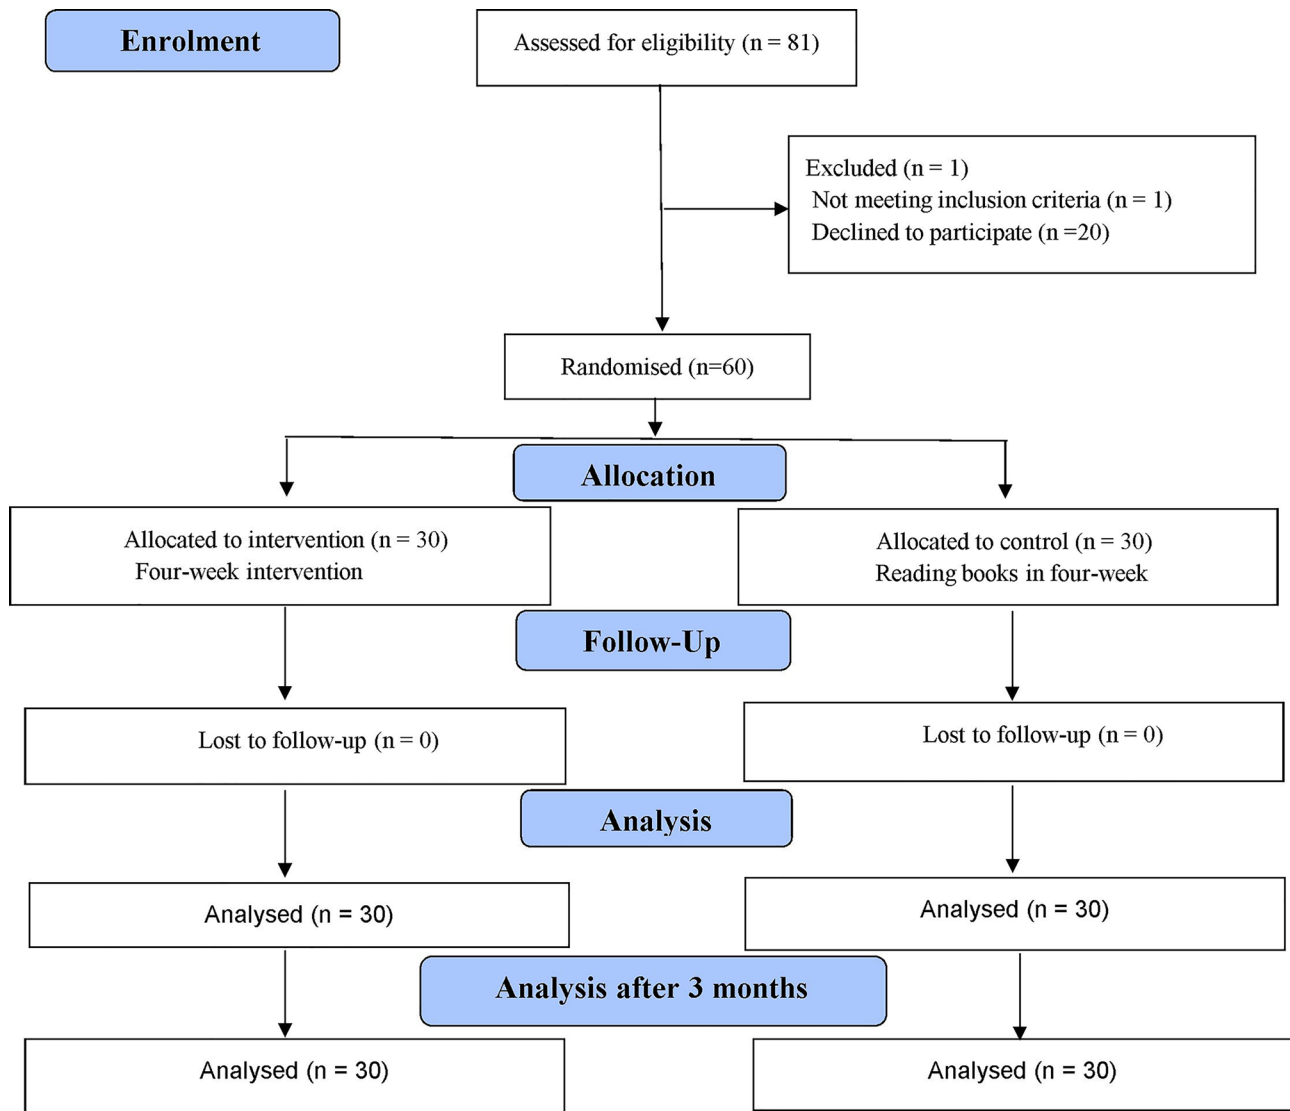 Enrolment
Assessed for eligibility (n = 81)
Excluded (n = 1)
Not meeting inclusion criteria (n = 1)
Declined to participate (n =20)
Randomised (n=60)
Allocation
Allocated to intervention (n = 30)
Four-week intervention
Allocated to control (n = 30)
Reading books in four-week
Follow-Up
Lost to follow-up (n = 0)
Lost to follow-up (n = 0)
Analysis
Analysed (n = 30)
Analysed (n = 30)
Analysis after 3 months
Analysed (n = 30)
Analysed (n = 30)